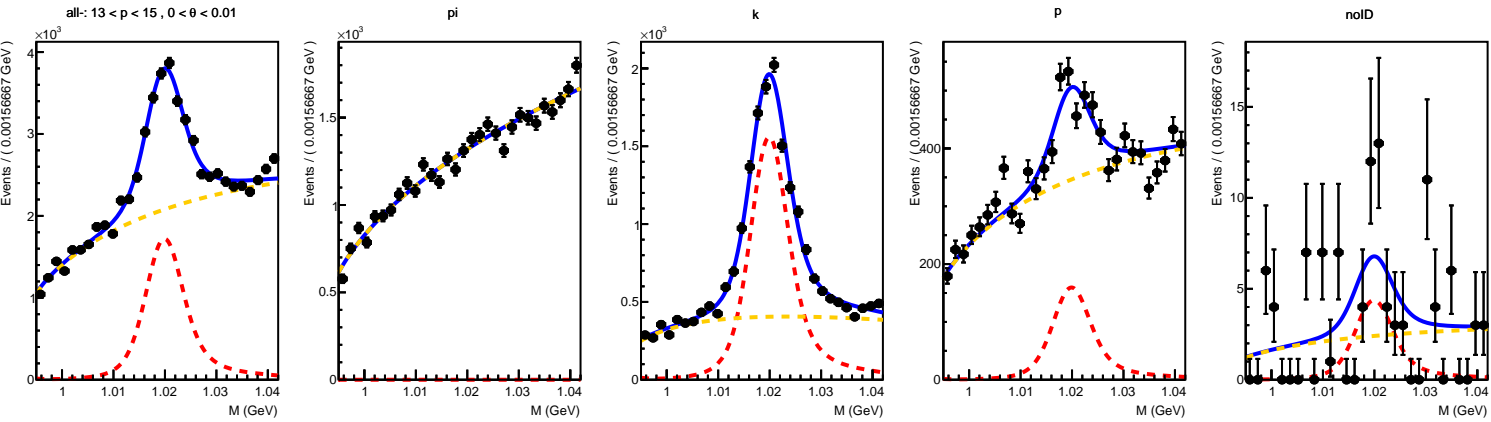 all-: 13 < p < 15 , 0 < θ < 0.01
×10³
Events / ( 0.00156667 GeV )
4
3
2
1
0
1 1.01 1.02 1.03 1.04
M (GeV)
pi
×10³
Events / ( 0.00156667 GeV )
1.5
1
0.5
0
1 1.01 1.02 1.03 1.04
M (GeV)
k
×10³
Events / ( 0.00156667 GeV )
2
1.5
1
0.5
0
1 1.01 1.02 1.03 1.04
M (GeV)
p
Events / ( 0.00156667 GeV )
400
200
0
1 1.01 1.02 1.03 1.04
M (GeV)
noID
Events / ( 0.00156667 GeV )
15
10
5
0
1 1.01 1.02 1.03 1.04
M (GeV)